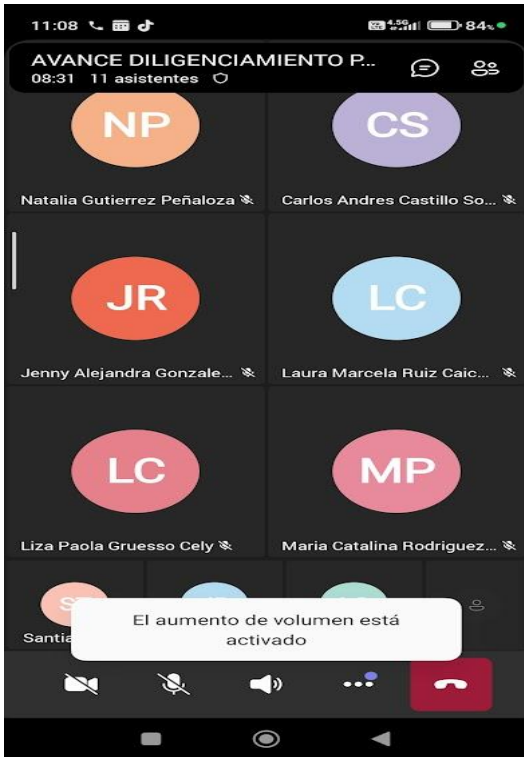 11:08
4.5G
84%
AVANCE DILIGENCIAMIENTO P...
08:31 11 asistentes
NP
CS
Natalia Gutierrez Peñaloza
Carlos Andres Castillo So...
JR
LC
Jenny Alejandra Gonzale...
Laura Marcela Ruiz Caic...
LC
MP
Liza Paola Gruesso Cely
Maria Catalina Rodriguez...
Santia
El aumento de volumen está
activado